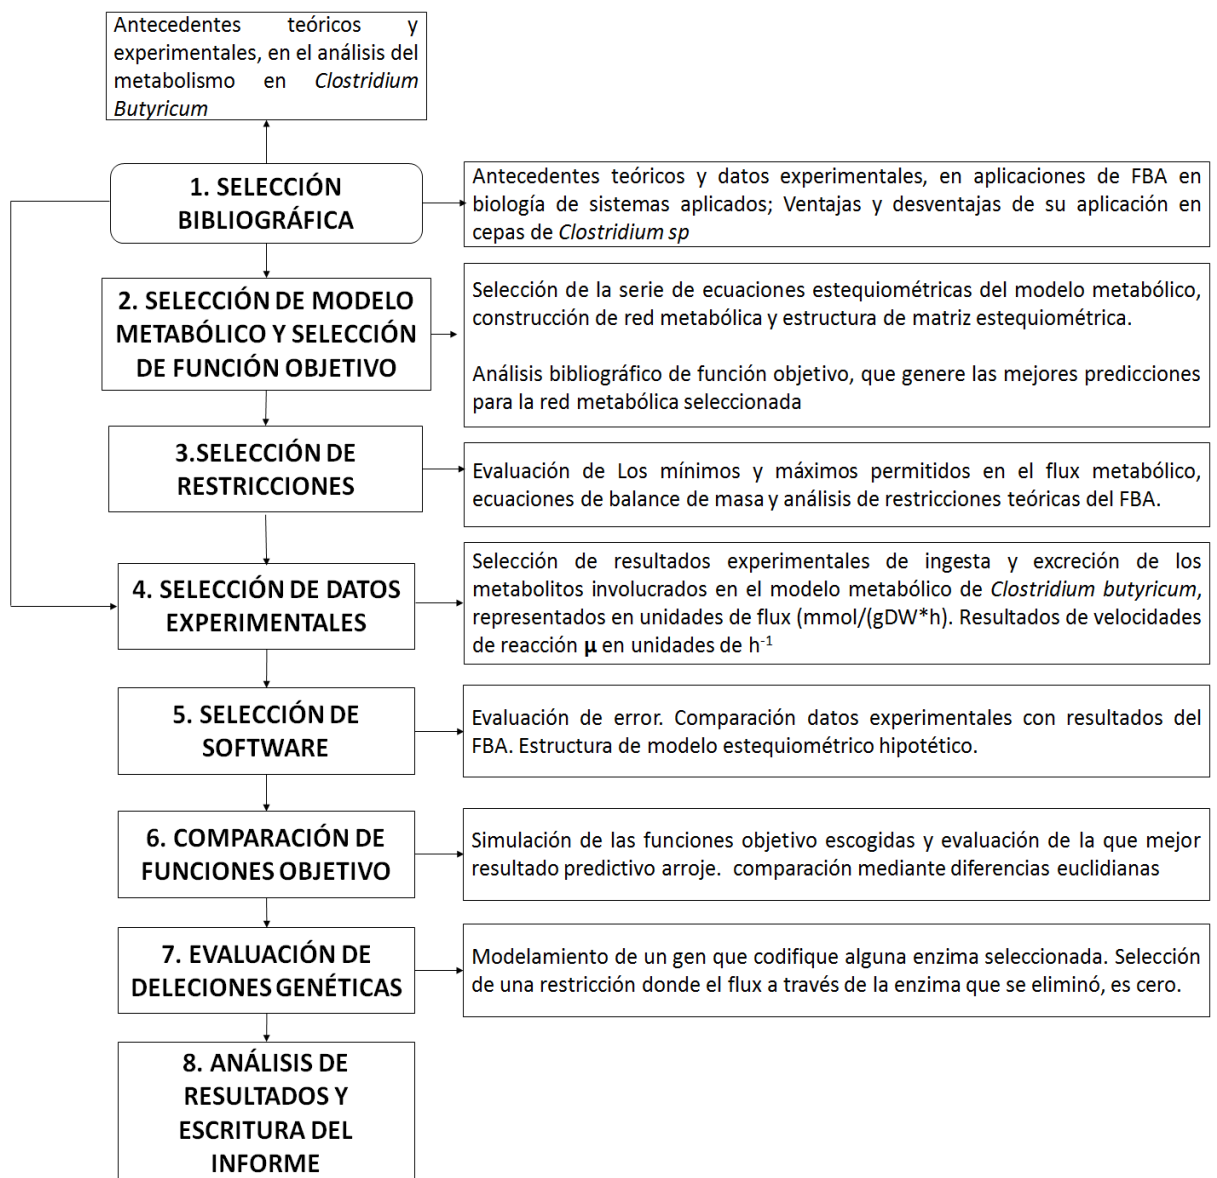 Antecedentes teóricos y
experimentales, en el análisis del
metabolismo en Clostridium
Butyricum
1. SELECCIÓN
BIBLIOGRÁFICA
Antecedentes teóricos y datos experimentales, en aplicaciones de FBA en
biología de sistemas aplicados; Ventajas y desventajas de su aplicación en
cepas de Clostridium sp
2. SELECCIÓN DE MODELO
METABÓLICO Y SELECCIÓN
DE FUNCIÓN OBJETIVO
Selección de la serie de ecuaciones estequiométricas del modelo metabólico,
construcción de red metabólica y estructura de matriz estequiométrica.
Análisis bibliográfico de función objetivo, que genere las mejores predicciones
para la red metabólica seleccionada
3.SELECCIÓN DE
RESTRICCIONES
Evaluación de Los mínimos y máximos permitidos en el flux metabólico,
ecuaciones de balance de masa y análisis de restricciones teóricas del FBA.
4. SELECCIÓN DE DATOS
EXPERIMENTALES
Selección de resultados experimentales de ingesta y excreción de los
metabolitos involucrados en el modelo metabólico de Clostridium butyricum,
representados en unidades de flux (mmol/(gDW*h). Resultados de velocidades
de reacción μ en unidades de h⁻¹
5. SELECCIÓN DE
SOFTWARE
Evaluación de error. Comparación datos experimentales con resultados del
FBA. Estructura de modelo estequiométrico hipotético.
6. COMPARACIÓN DE
FUNCIONES OBJETIVO
Simulación de las funciones objetivo escogidas y evaluación de la que mejor
resultado predictivo arroje. comparación mediante diferencias euclidianas
7. EVALUACIÓN DE
DELECIONES GENÉTICAS
Modelamiento de un gen que codifique alguna enzima seleccionada. Selección
de una restricción donde el flux a través de la enzima que se eliminó, es cero.
8. ANÁLISIS DE
RESULTADOS Y
ESCRITURA DEL
INFORME